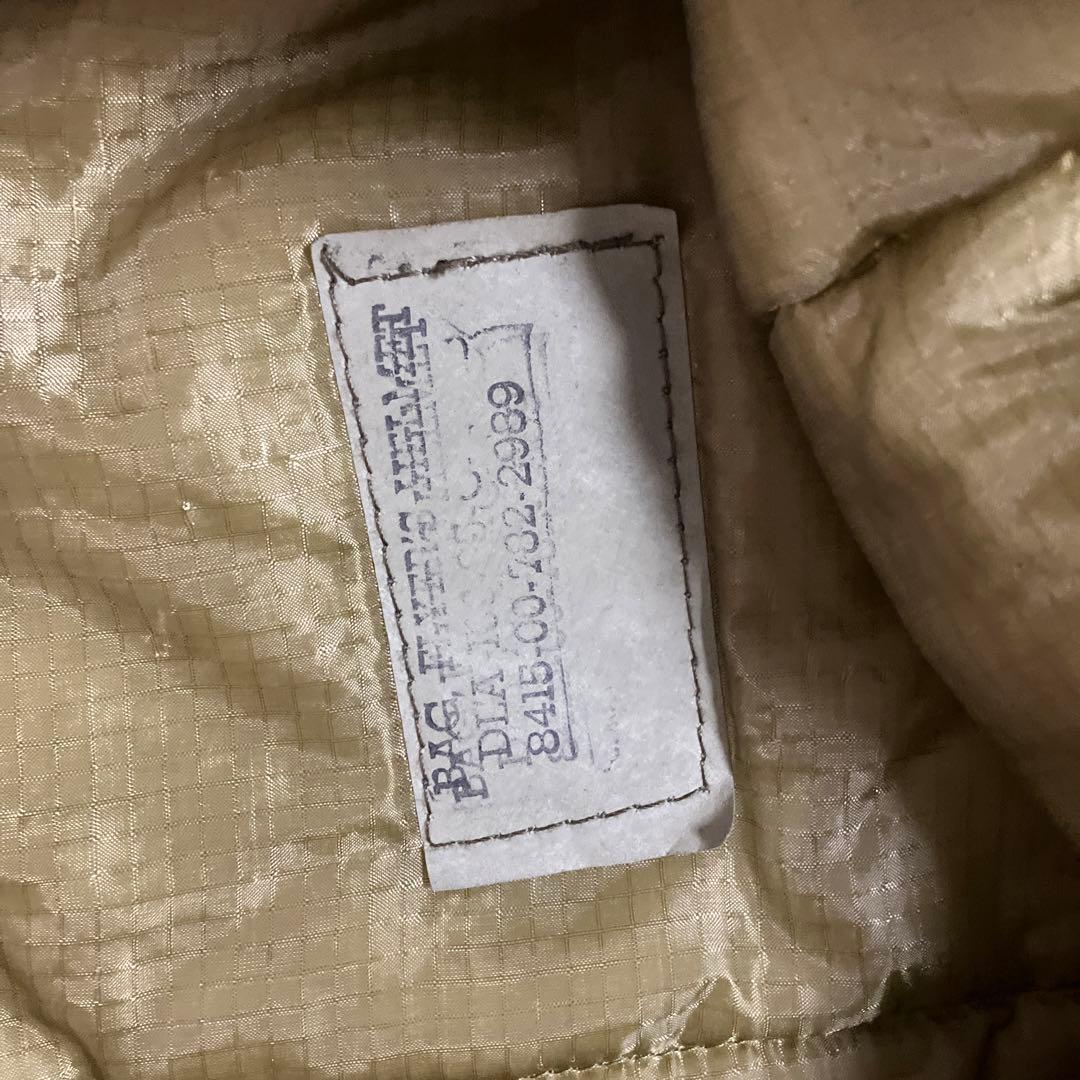 BAG, FLYER'S HELMET
DLA
8415-00-782-2989